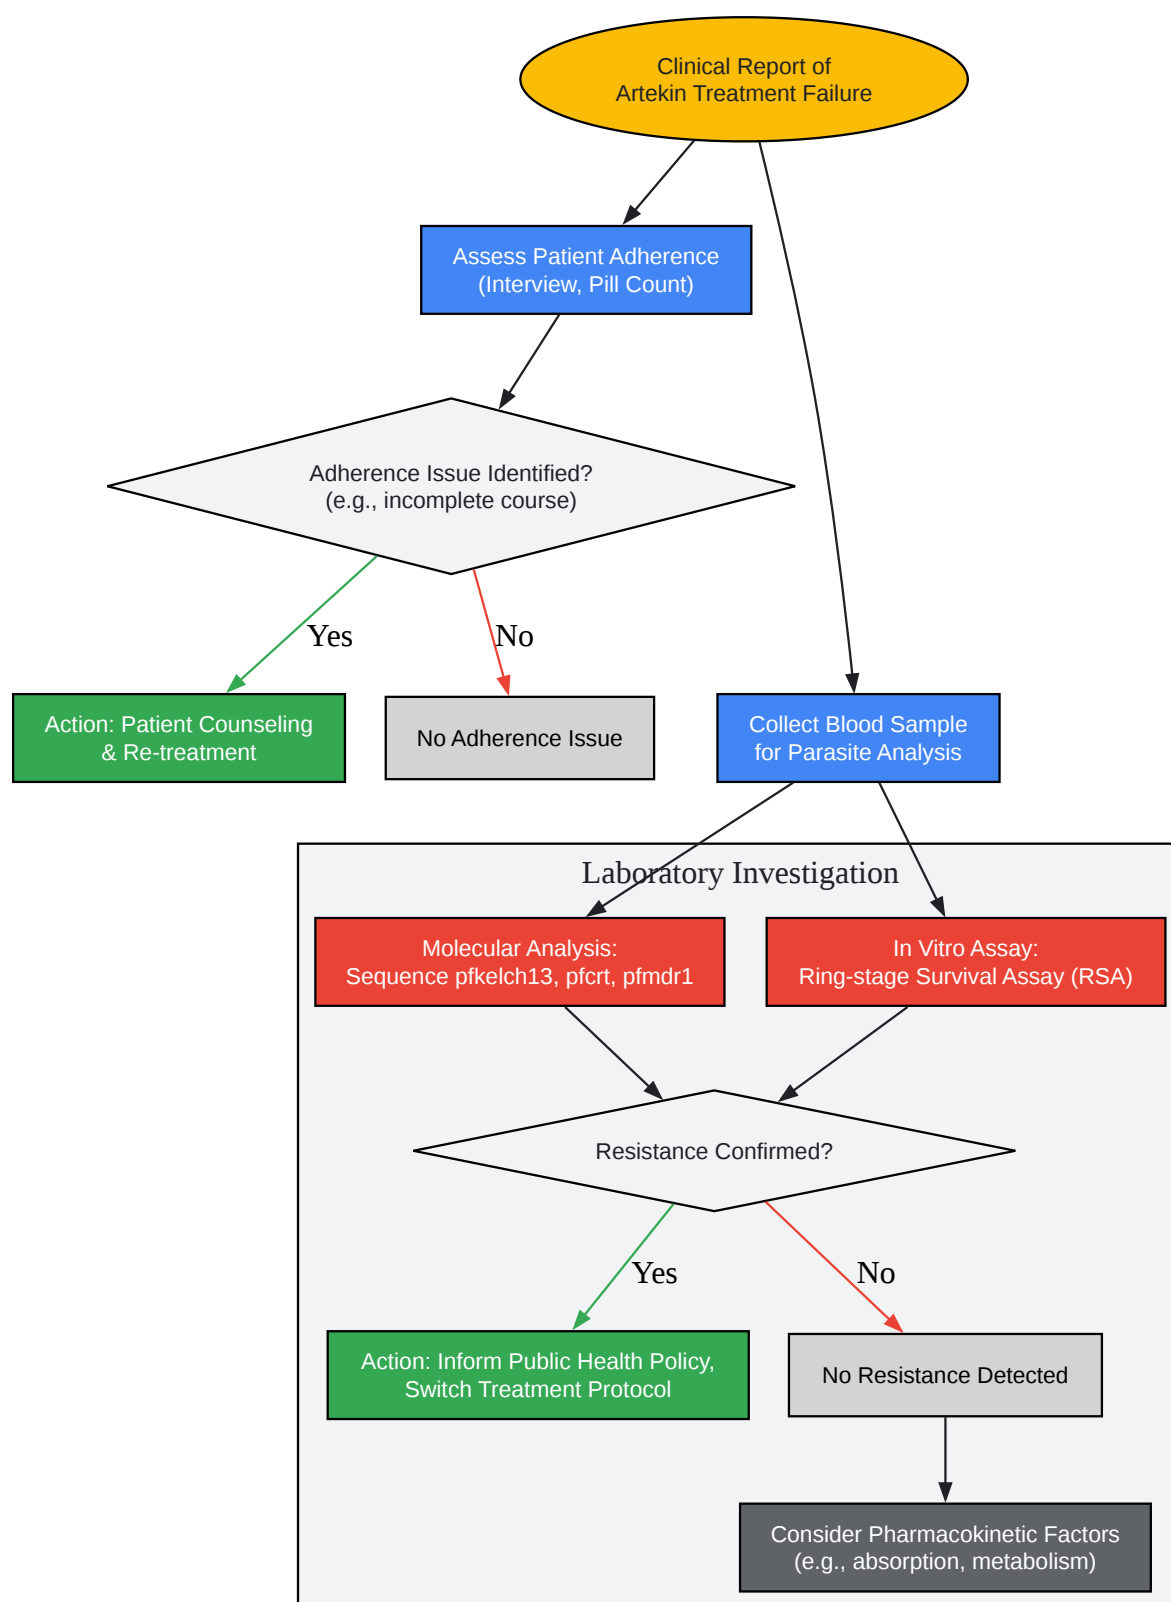 Clinical Report of
Artekin Treatment Failure
Assess Patient Adherence
(Interview, Pill Count)
Adherence Issue Identified?
(e.g., incomplete course)
Yes
No
Action: Patient Counseling
& Re-treatment
No Adherence Issue
Collect Blood Sample
for Parasite Analysis
Laboratory Investigation
Molecular Analysis:
Sequence pfkelch13, pfcrt, pfmdr1
In Vitro Assay:
Ring-stage Survival Assay (RSA)
Resistance Confirmed?
Yes
No
Action: Inform Public Health Policy,
Switch Treatment Protocol
No Resistance Detected
Consider Pharmacokinetic Factors
(e.g., absorption, metabolism)